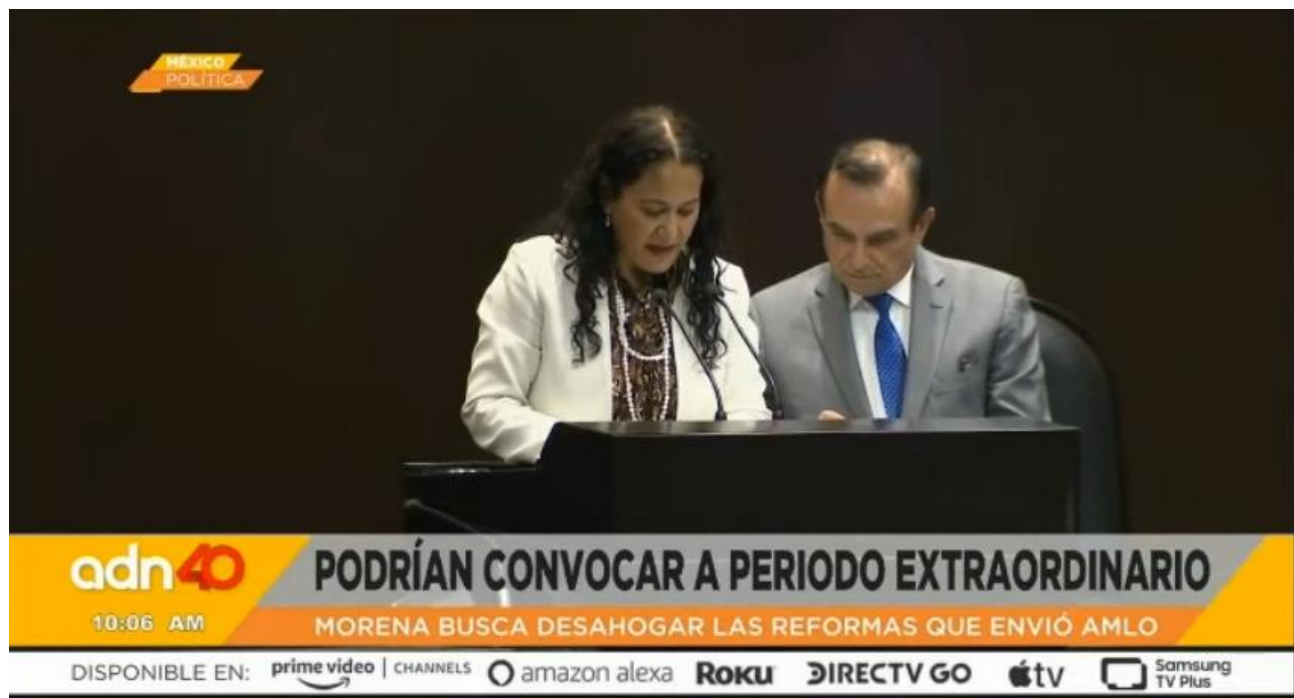 MÉXICO
POLÍTICA
adn40
PODRÍAN CONVOCAR A PERIODO EXTRAORDINARIO
10:06 AM
MORENA BUSCA DESAHOGAR LAS REFORMAS QUE ENVIÓ AMLO
DISPONIBLE EN: prime video | CHANNELS amazon alexa ROKU DIRECTV GO tv SAMSUNG TV Plus